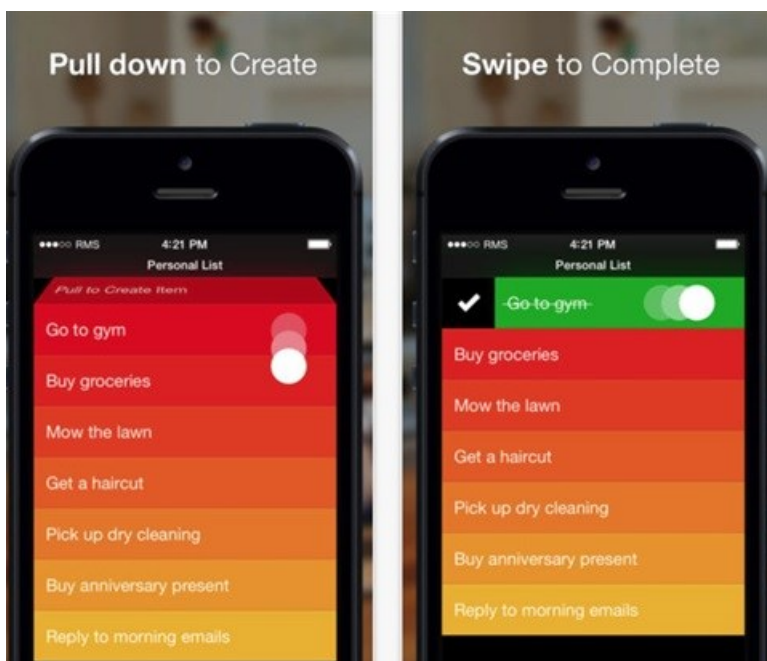 Pull down to Create
RMS 4:21 PM
Personal List
Pull to Create Item
Go to gym
Buy groceries
Mow the lawn
Get a haircut
Pick up dry cleaning
Buy anniversary present
Reply to morning emails
Swipe to Complete
RMS 4:21 PM
Personal List
Go to gym
Buy groceries
Mow the lawn
Get a haircut
Pick up dry cleaning
Buy anniversary present
Reply to morning emails